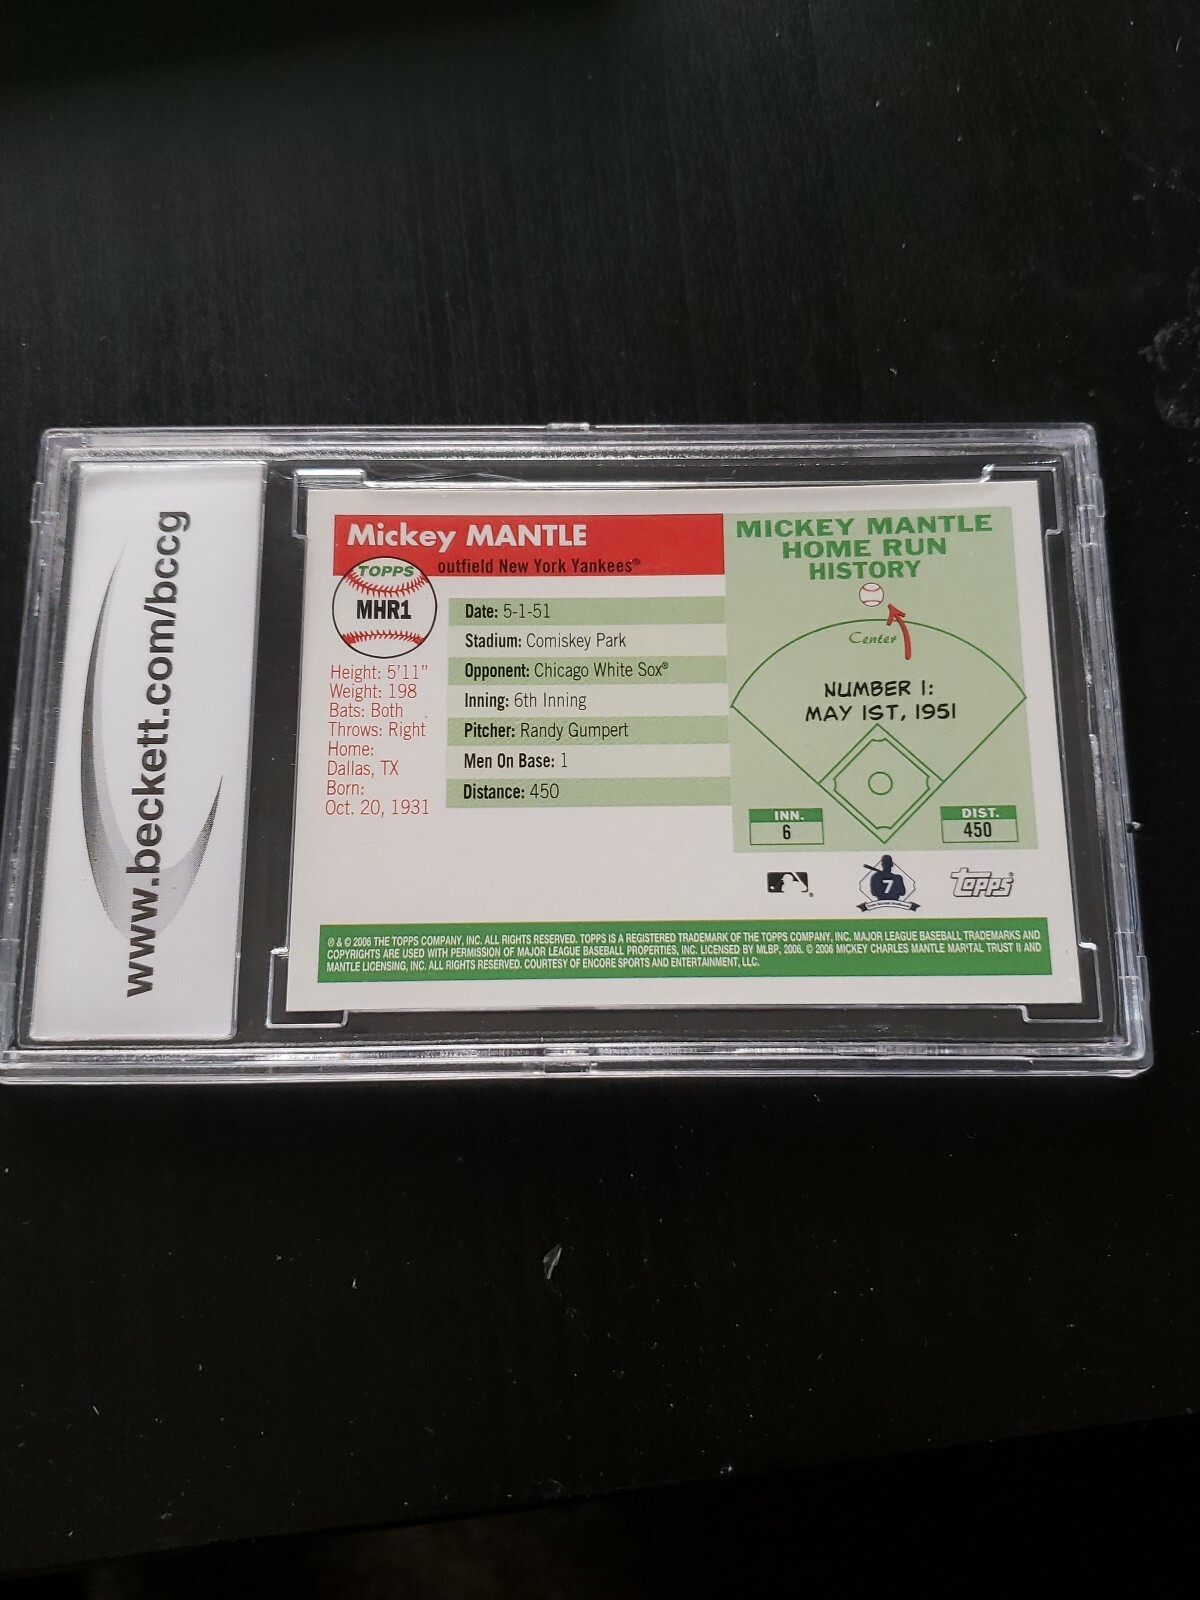 www.beckett.com/bccg
Mickey MANTLE
outfield New York Yankees®
TOPPS
MHR1
Height: 5'11"
Weight: 198
Bats: Both
Throws: Right
Home:
Dallas, TX
Born:
Oct. 20, 1931
Date: 5-1-51
Stadium: Comiskey Park
Opponent: Chicago White Sox®
Inning: 6th Inning
Pitcher: Randy Gumpert
Men On Base: 1
Distance: 450
MICKEY MANTLE
HOME RUN
HISTORY
Center
NUMBER 1:
MAY 1ST, 1951
INN.
6
DIST.
450
7
topps
® & © 2006 THE TOPPS COMPANY, INC. ALL RIGHTS RESERVED. TOPPS IS A REGISTERED TRADEMARK OF THE TOPPS COMPANY, INC. MAJOR LEAGUE BASEBALL TRADEMARKS AND
COPYRIGHTS ARE USED WITH PERMISSION OF MAJOR LEAGUE BASEBALL PROPERTIES, INC. LICENSED BY MLBP, 2006. © 2006 MICKEY CHARLES MANTLE MARITAL TRUST II AND
MANTLE LICENSING, INC. ALL RIGHTS RESERVED. COURTESY OF ENCORE SPORTS AND ENTERTAINMENT, LLC.